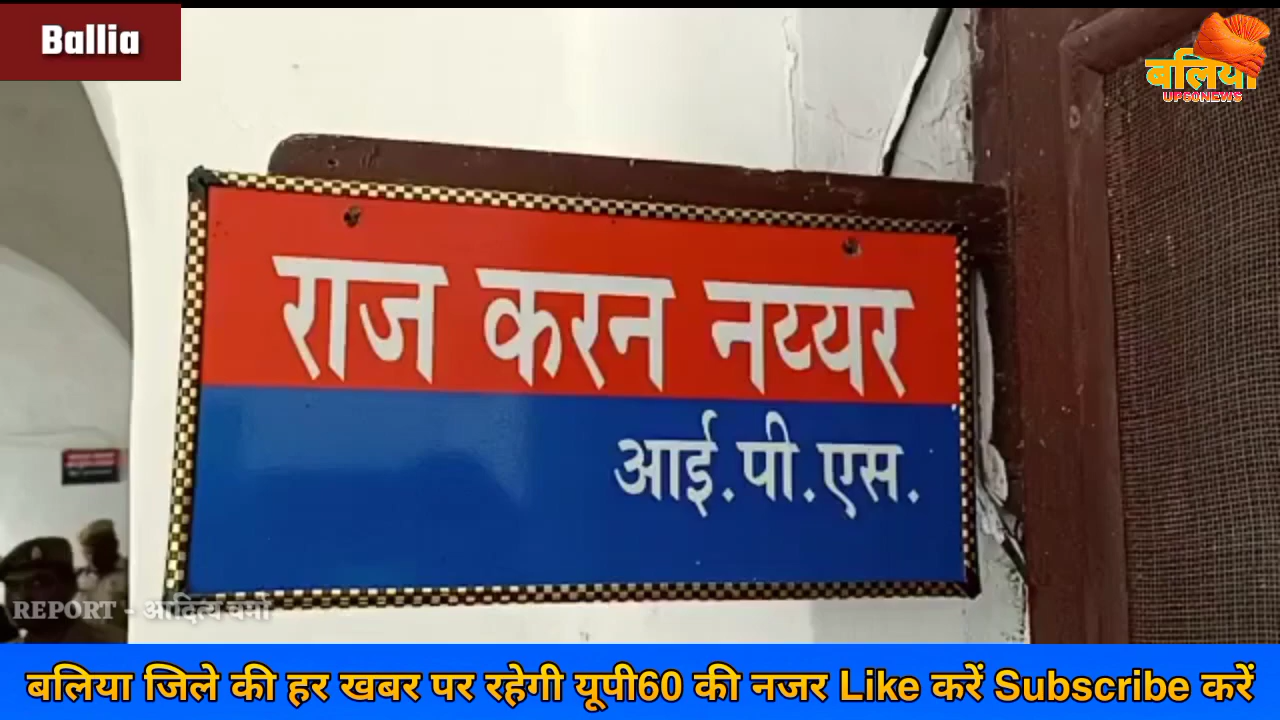 Ballia
बलिया
UP60NEWS
राज करन नय्यर
आई.पी.एस.
REPORT - आदित्य वर्मा
बलिया जिले की हर खबर पर रहेगी यूपी60 की नजर Like करें Subscribe करें